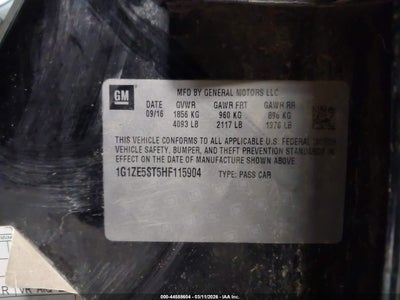 GM
MFD BY GENERAL MOTORS LLC
DATE GVWR GAWR FRT GAWR RR
09/16 1856 KG 960 KG 896 KG
4093 LB 2117 LB 1976 LB
THIS VEHICLE CONFORMS TO ALL APPLICABLE U.S. FEDERAL MOTOR
VEHICLE SAFETY, BUMPER, AND THEFT PREVENTION STANDARDS IN
EFFECT ON THE DATE OF MANUFACTURE SHOWN ABOVE
1G1ZE5ST5HF115904 TYPE: PASS CAR
000-44588604 - 03/11/2026 - IAA Inc.